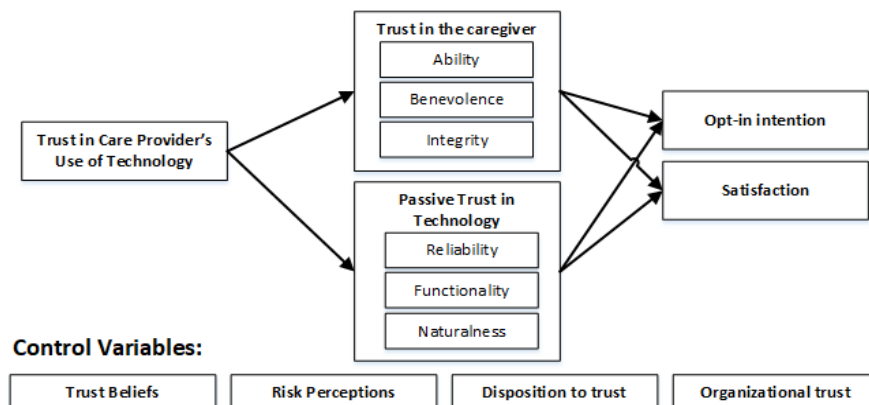 Trust in the caregiver
Ability
Benevolence
Integrity
Trust in Care Provider's
Use of Technology
Passive Trust in
Technology
Reliability
Functionality
Naturalness
Opt-in intention
Satisfaction
Control Variables:
Trust Beliefs
Risk Perceptions
Disposition to trust
Organizational trust